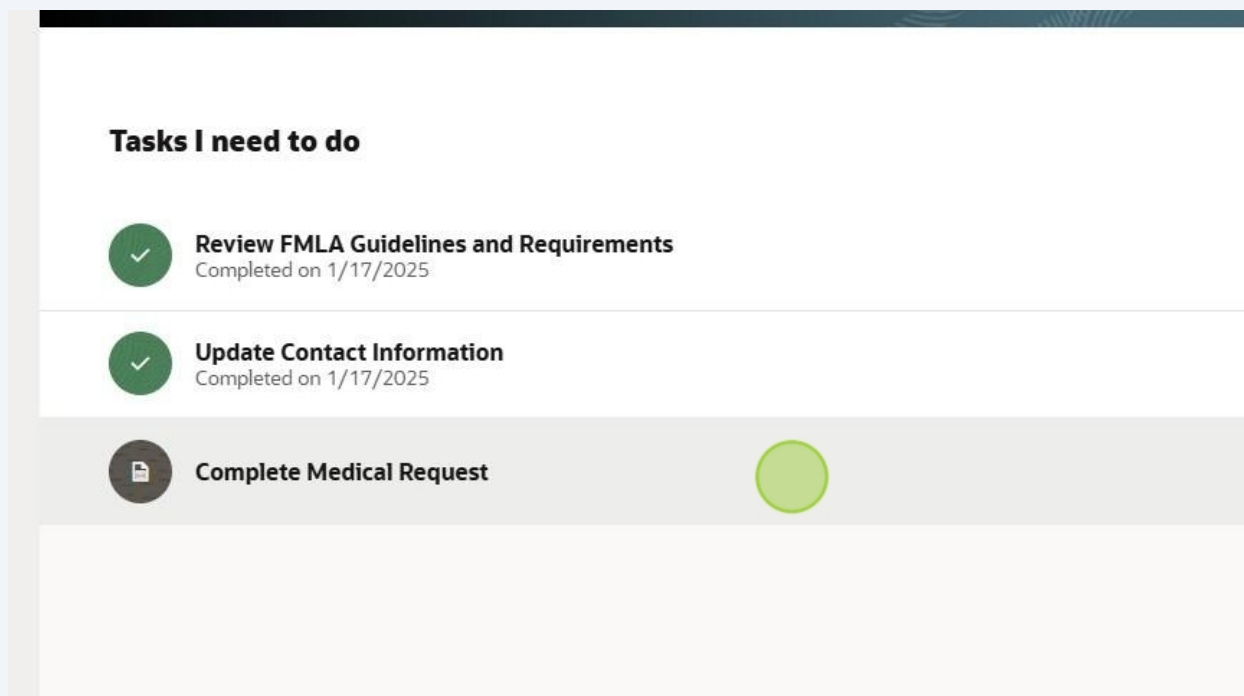 Tasks I need to do
Review FMLA Guidelines and Requirements
Completed on 1/17/2025
Update Contact Information
Completed on 1/17/2025
Complete Medical Request